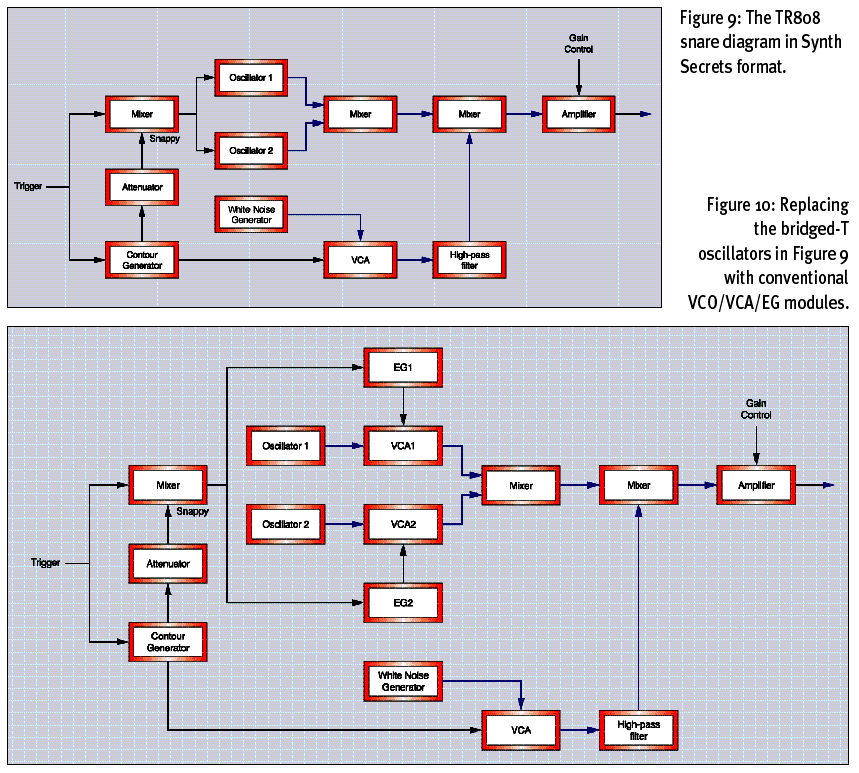 Figure 9: The TR808
snare diagram in Synth
Secrets format.
Gain
Control
Oscillator 1
Mixer
Mixer
Mixer
Amplifier
Snappy
Oscillator 2
Trigger
Attenuator
White Noise
Generator
Contour
Generator
VCA
High-pass
filter
Figure 10: Replacing
the bridged-T
oscillators in Figure 9
with conventional
VCO/VCA/EG modules.
EG1
Gain
Control
Oscillator 1
VCA1
Mixer
Mixer
Mixer
Amplifier
Snappy
Oscillator 2
VCA2
Trigger
Attenuator
EG2
Contour
Generator
White Noise
Generator
VCA
High-pass
filter